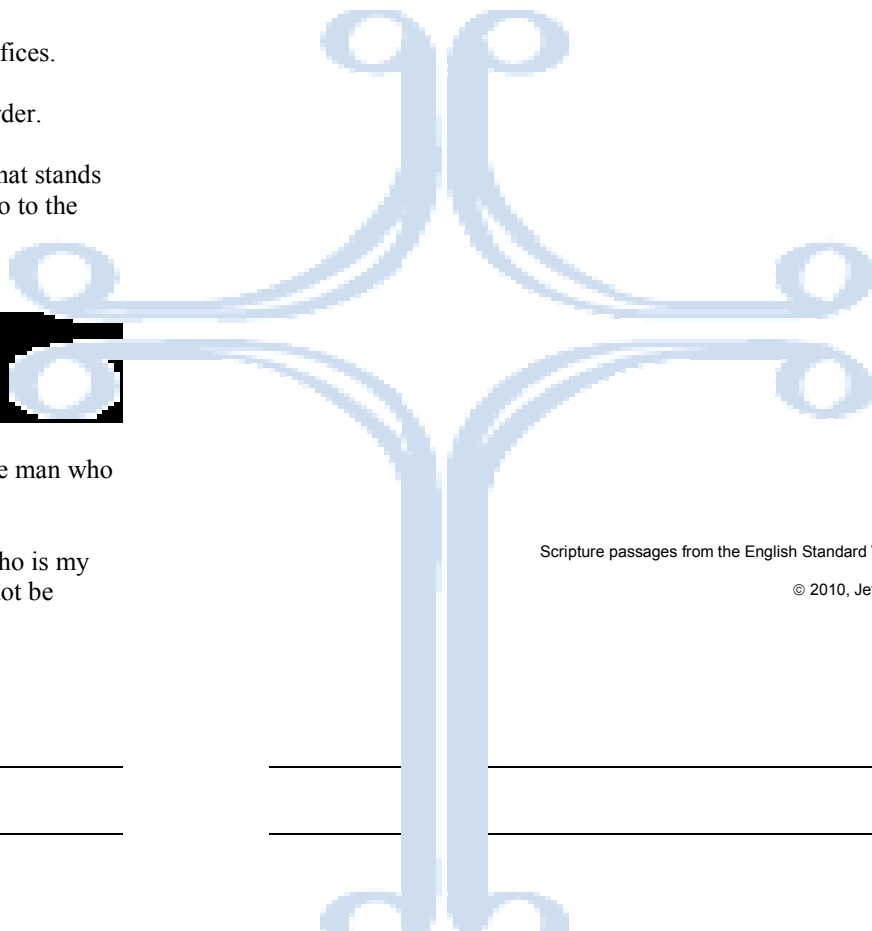 fices.
der.
hat stands
o to the
e man who
ho is my
not be
Scripture passages from the English Standard
© 2010, Je